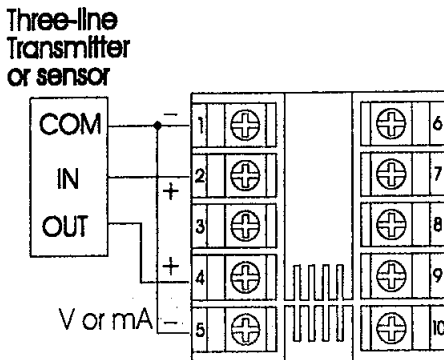 Three-line
Transmitter
or sensor
COM
IN
OUT
V or mA
−
+
+
−
1
2
3
4
5
6
7
8
9
10